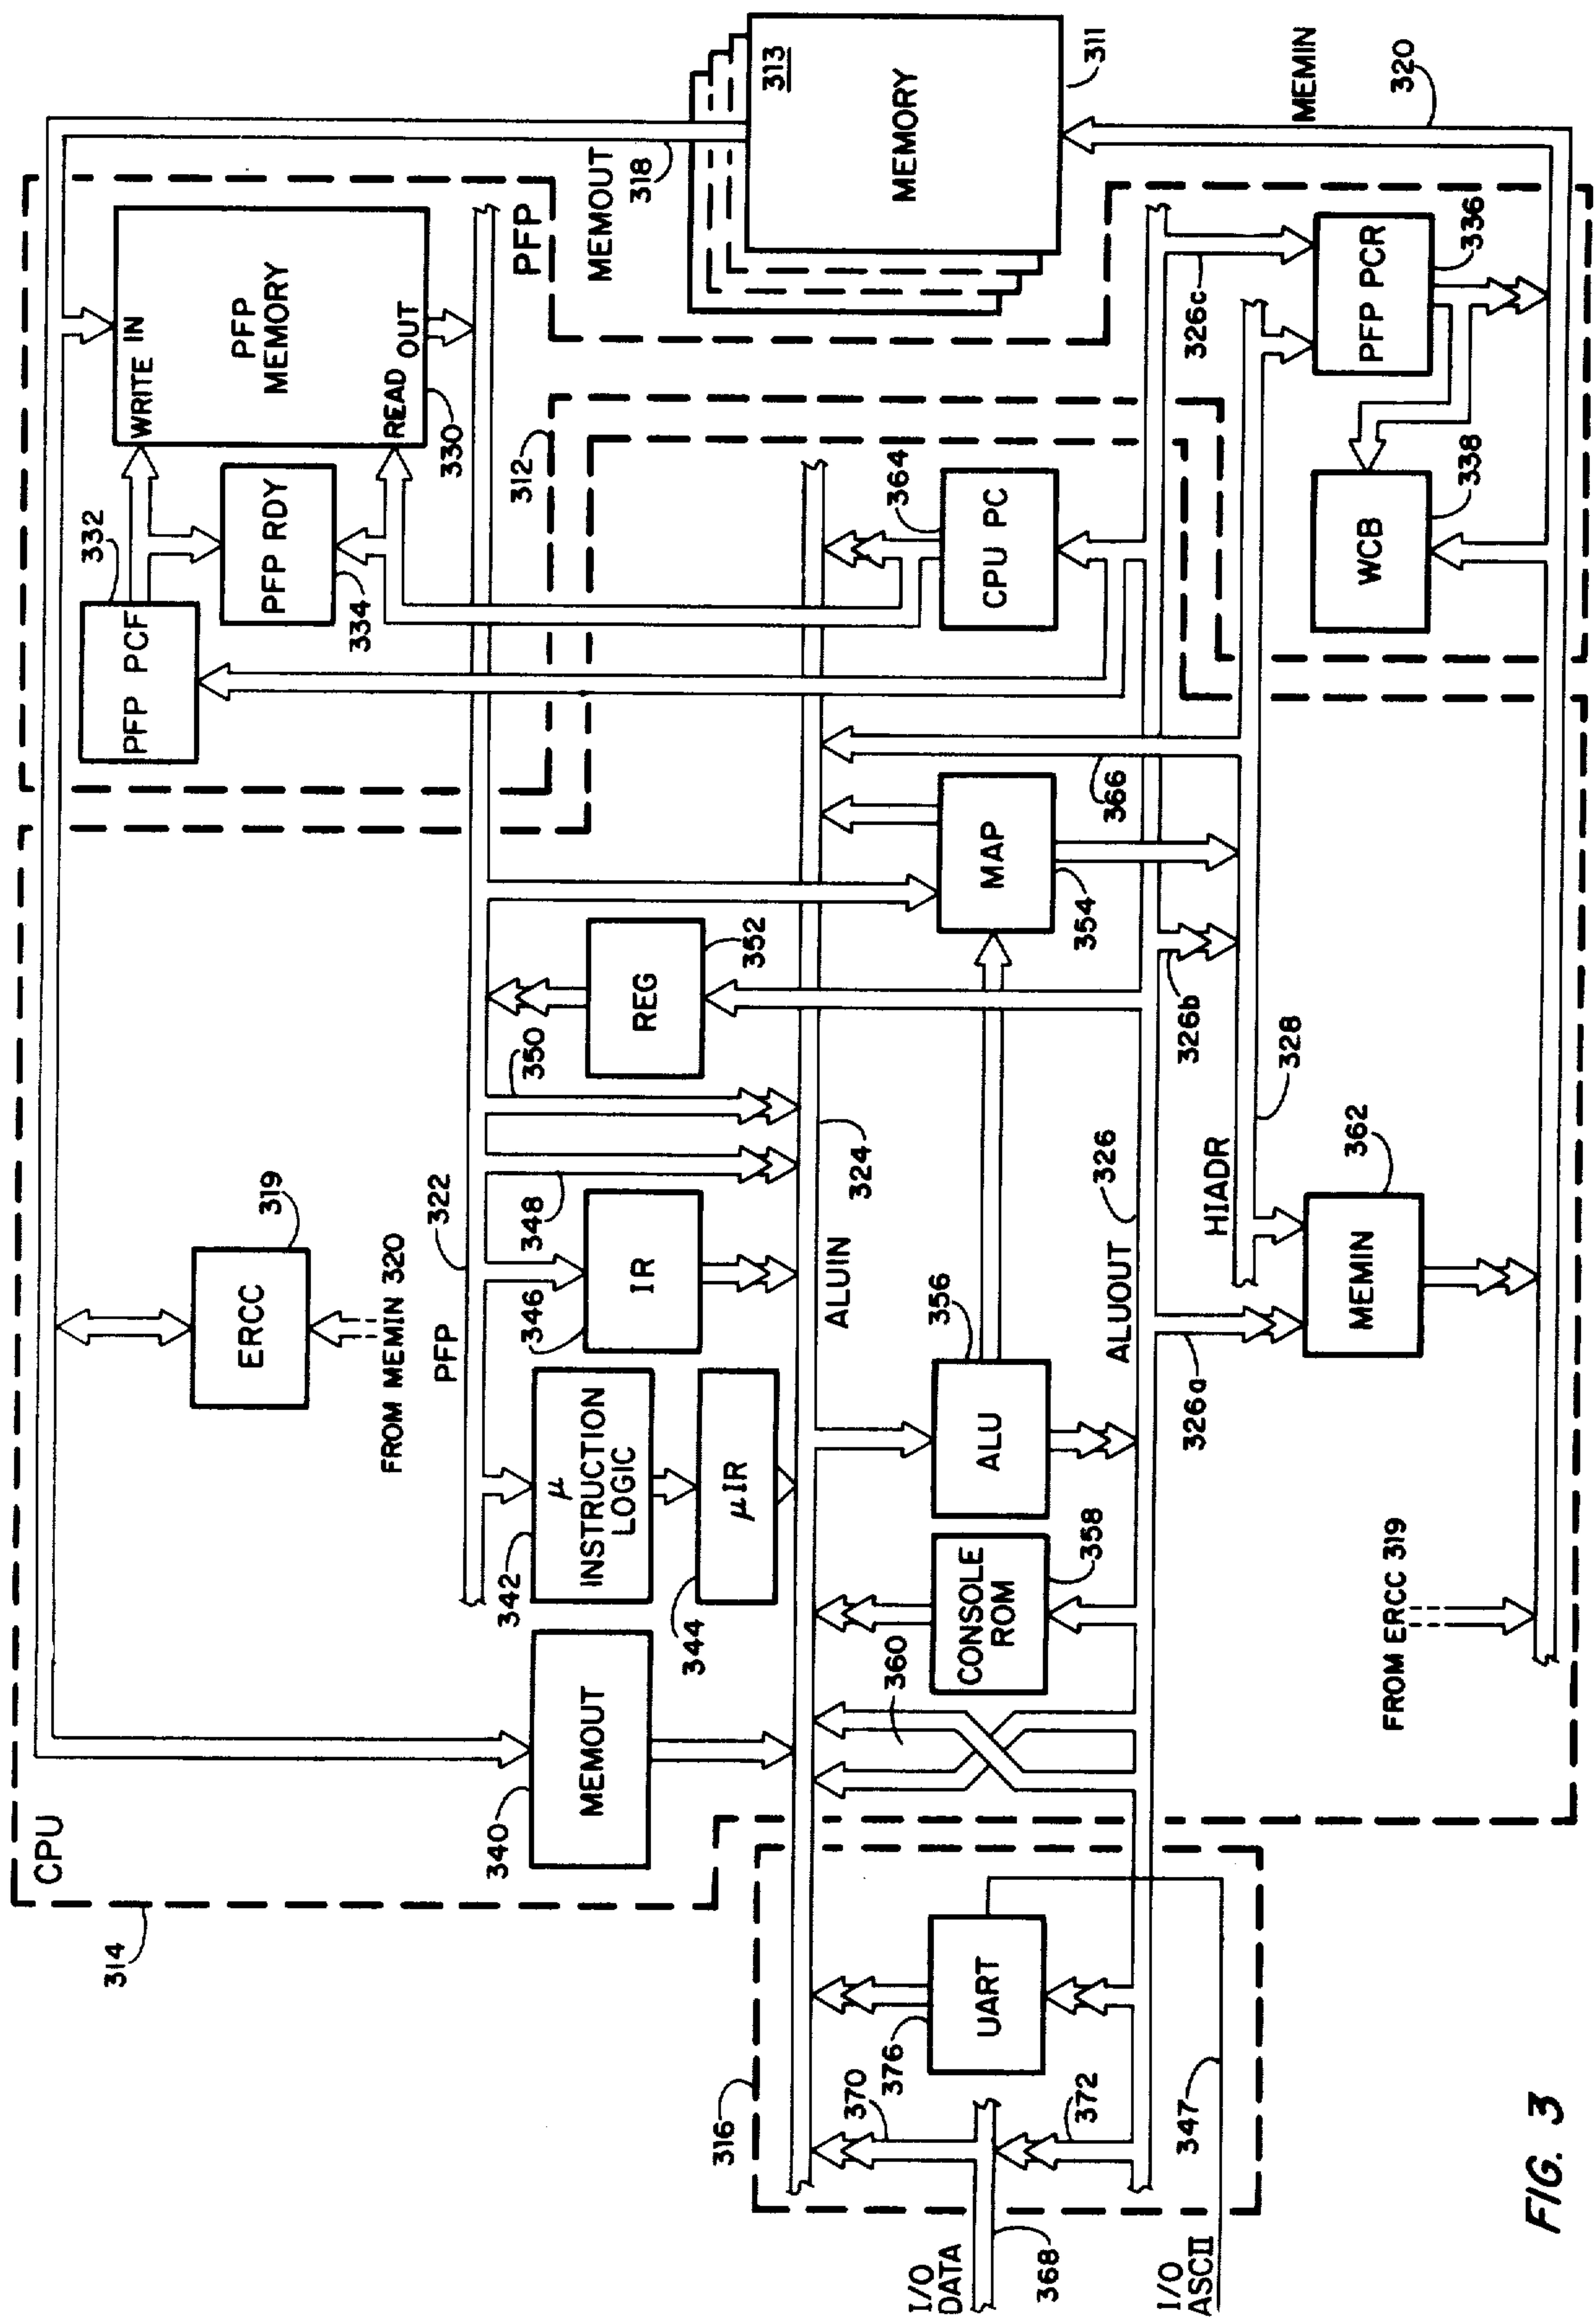 CPU
314
340
MEMOUT
342
μ
INSTRUCTION
LOGIC
344
μIR
FROM MEMIN 320
ERCC
319
PFP
322
346
IR
348
350
REG
352
332
PFP PCF
PFP RDY
334
WRITE IN
PFP
MEMORY
READ OUT
330
312
PFP
MEMOUT
318
313
MEMORY
311
MEMIN
320
316
370
376
UART
372
347
I/O
DATA
368
I/O
ASCII
360
CONSOLE
ROM
358
ALUIN
324
356
ALU
ALUOUT
326
MAP
354
366
364
CPU PC
326a
326b
326c
HIADR
328
MEMIN
362
FROM ERCC 319
WCB
338
PFP PCR
336
FIG. 3